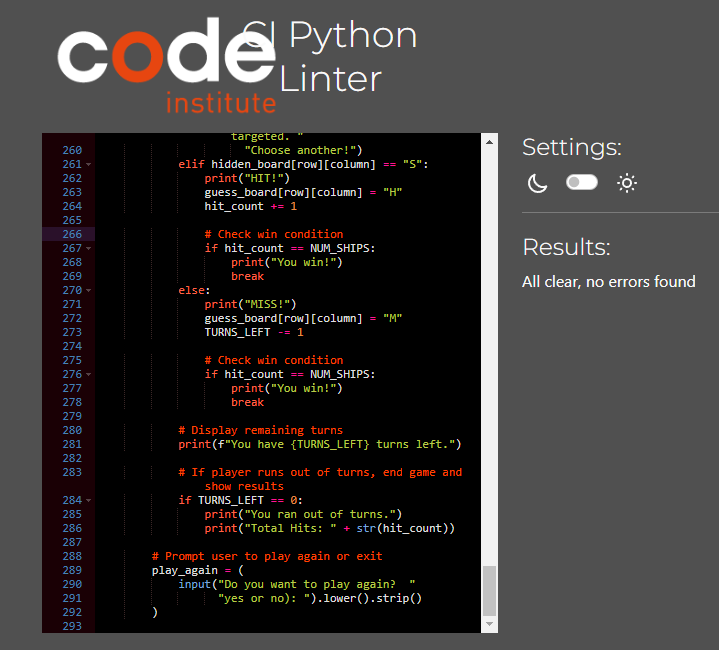 code
institute
CI Python
Linter
targeted. "
260 "Choose another!")
261 elif hidden_board[row][column] == "S":
262 print("HIT!")
263 guess_board[row][column] = "H"
264 hit_count += 1
265
266 # Check win condition
267 if hit_count == NUM_SHIPS:
268 print("You win!")
269 break
270 else:
271 print("MISS!")
272 guess_board[row][column] = "M"
273 TURNS_LEFT -= 1
274
275 # Check win condition
276 if hit_count == NUM_SHIPS:
277 print("You win!")
278 break
279
280 # Display remaining turns
281 print(f"You have {TURNS_LEFT} turns left.")
282
283 # If player runs out of turns, end game and
show results
284 if TURNS_LEFT == 0:
285 print("You ran out of turns.")
286 print("Total Hits: " + str(hit_count))
287
288 # Prompt user to play again or exit
289 play_again = (
290 input("Do you want to play again?  "
291 "yes or no): ").lower().strip()
292 )
293
Settings:
Results:
All clear, no errors found